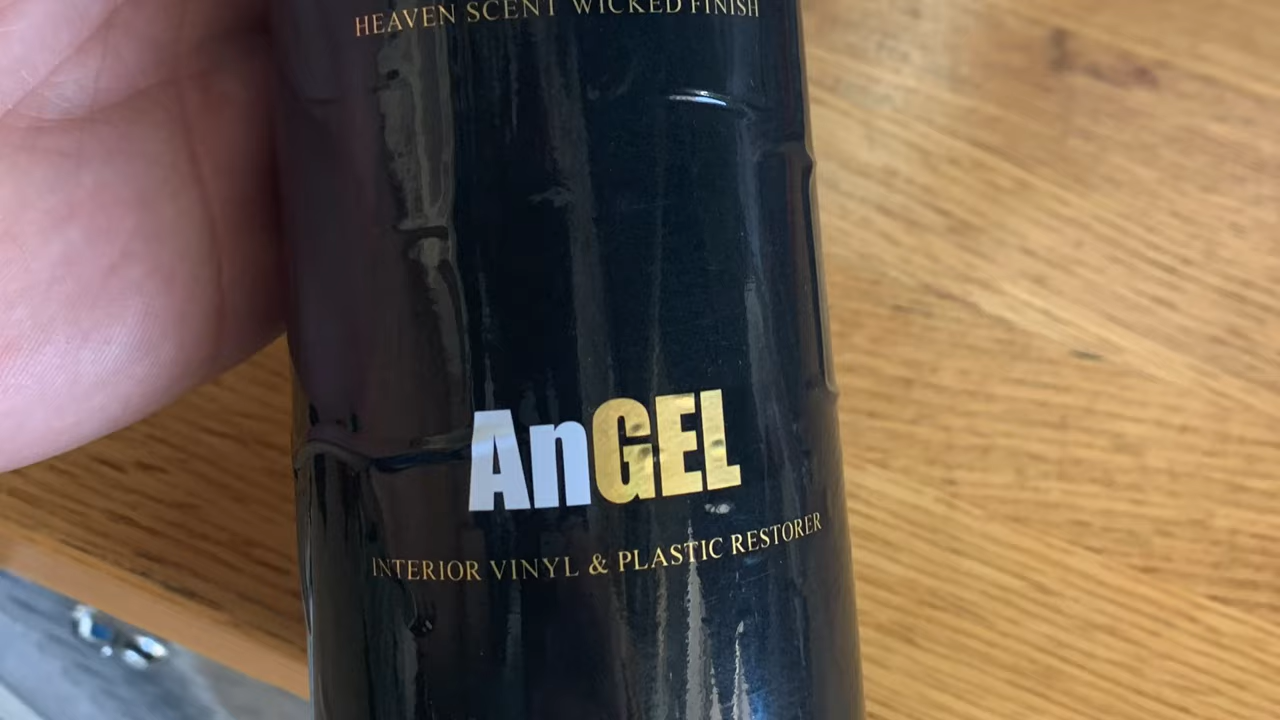 HEAVEN SCENT WICKED FINISH
AnGEL
INTERIOR VINYL & PLASTIC RESTORER